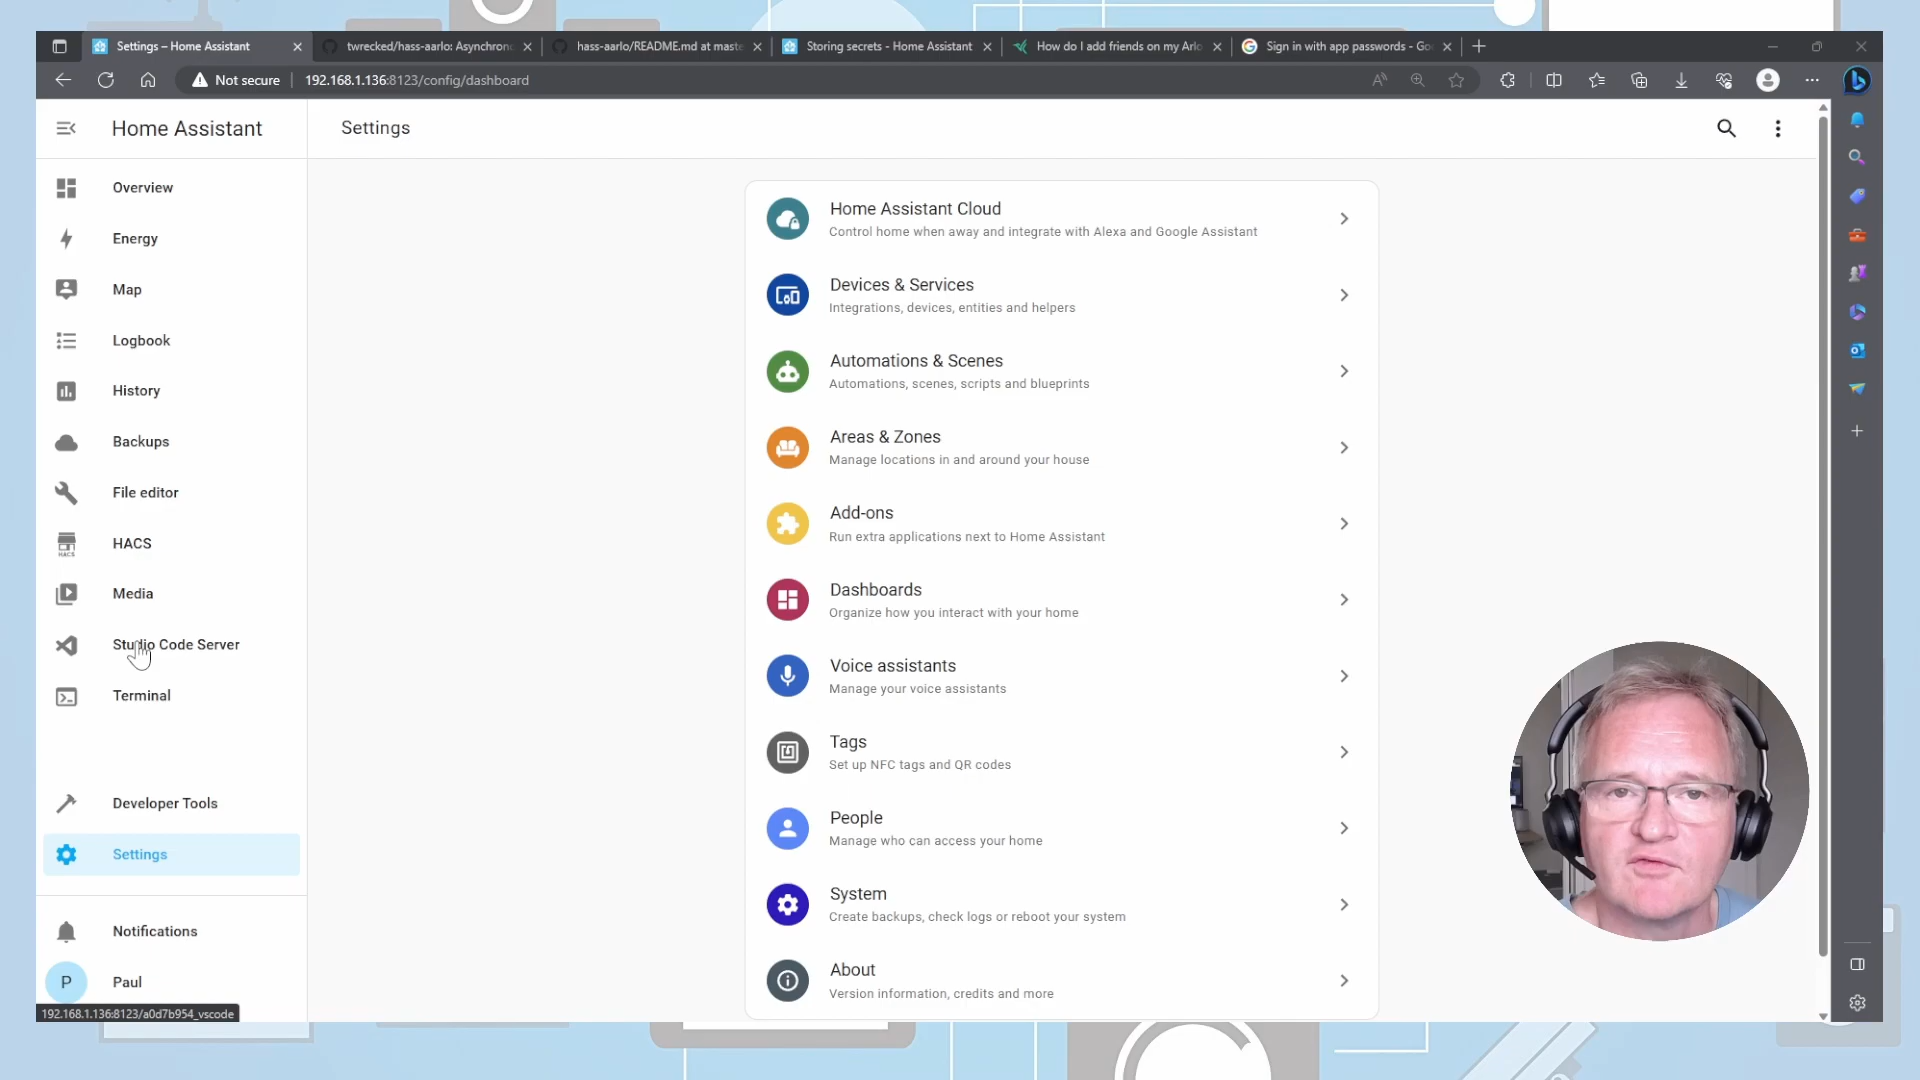 Settings – Home Assistant
twrecked/hass-aarlo: Asynchron
hass-aarlo/README.md at maste
Storing secrets - Home Assistant
How do I add friends on my Arlo
Sign in with app passwords - Go
Not secure
192.168.1.136:8123/config/dashboard
Home Assistant
Settings
Overview
Energy
Map
Logbook
History
Backups
File editor
HACS
HACS
Media
Studio Code Server
Terminal
Developer Tools
Settings
Notifications
P
Paul
192.168.1.136:8123/a0d7b954_vscode
Home Assistant Cloud
Control home when away and integrate with Alexa and Google Assistant
Devices & Services
Integrations, devices, entities and helpers
Automations & Scenes
Automations, scenes, scripts and blueprints
Areas & Zones
Manage locations in and around your house
Add-ons
Run extra applications next to Home Assistant
Dashboards
Organize how you interact with your home
Voice assistants
Manage your voice assistants
Tags
Set up NFC tags and QR codes
People
Manage who can access your home
System
Create backups, check logs or reboot your system
About
Version information, credits and more